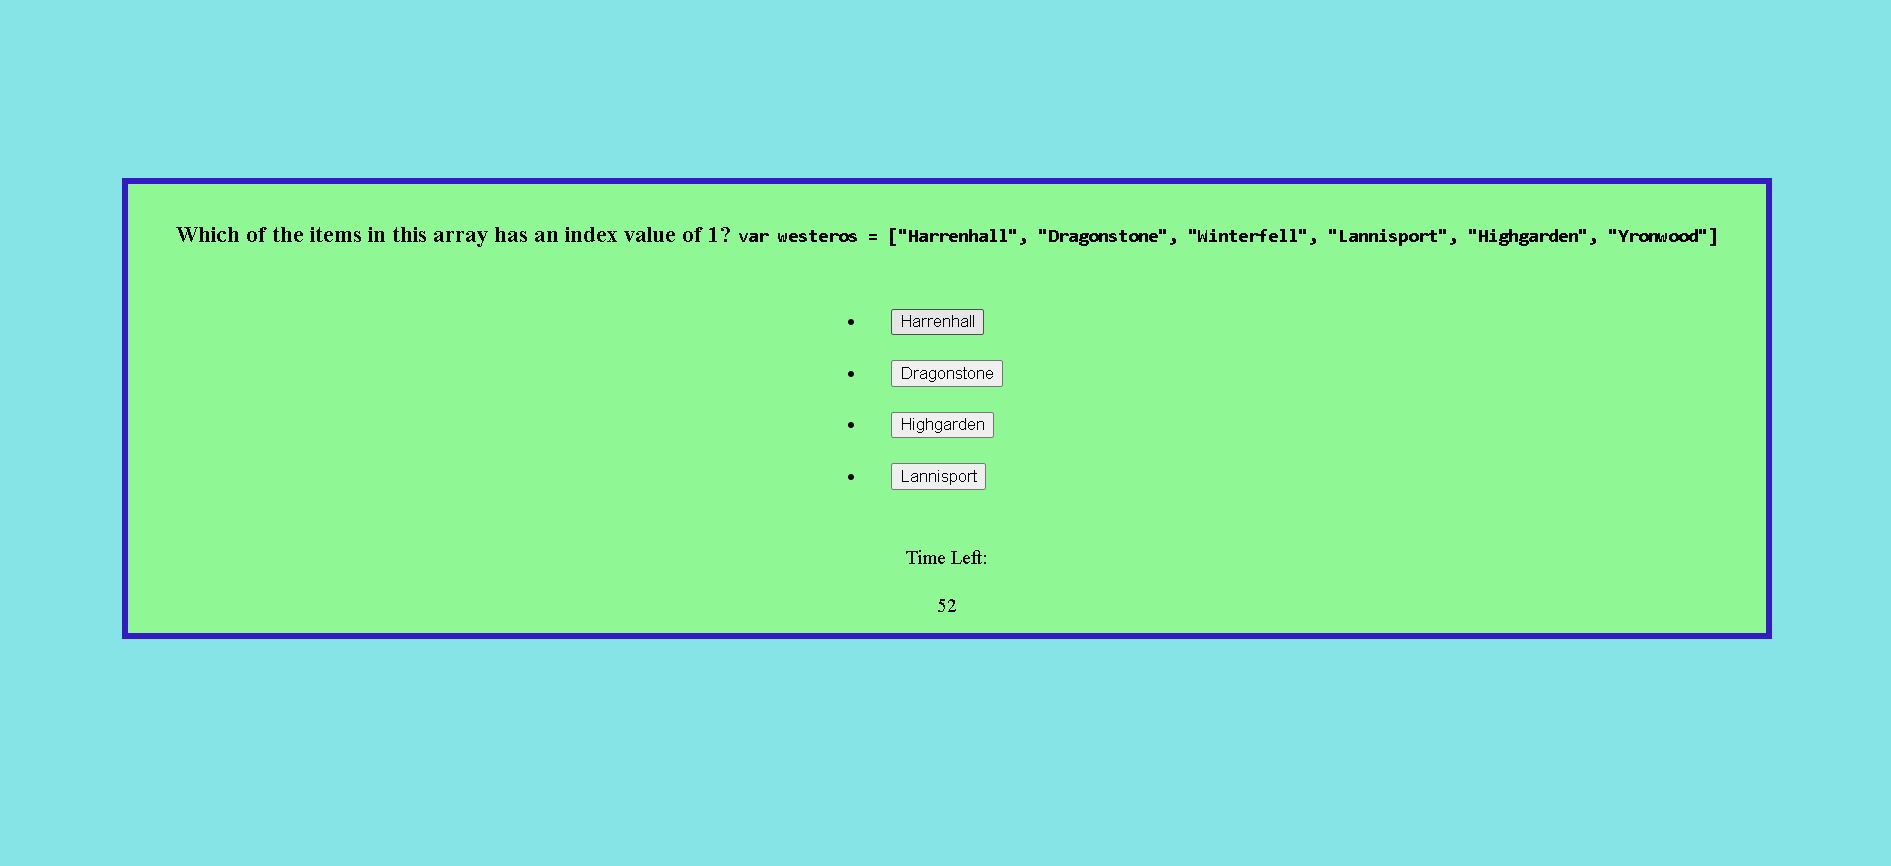 Which of the items in this array has an index value of 1? var westeros = ["Harrenhall", "Dragonstone", "Winterfell", "Lannisport", "Highgarden", "Yronwood"]
Harrenhall
Dragonstone
Highgarden
Lannisport
Time Left:
52